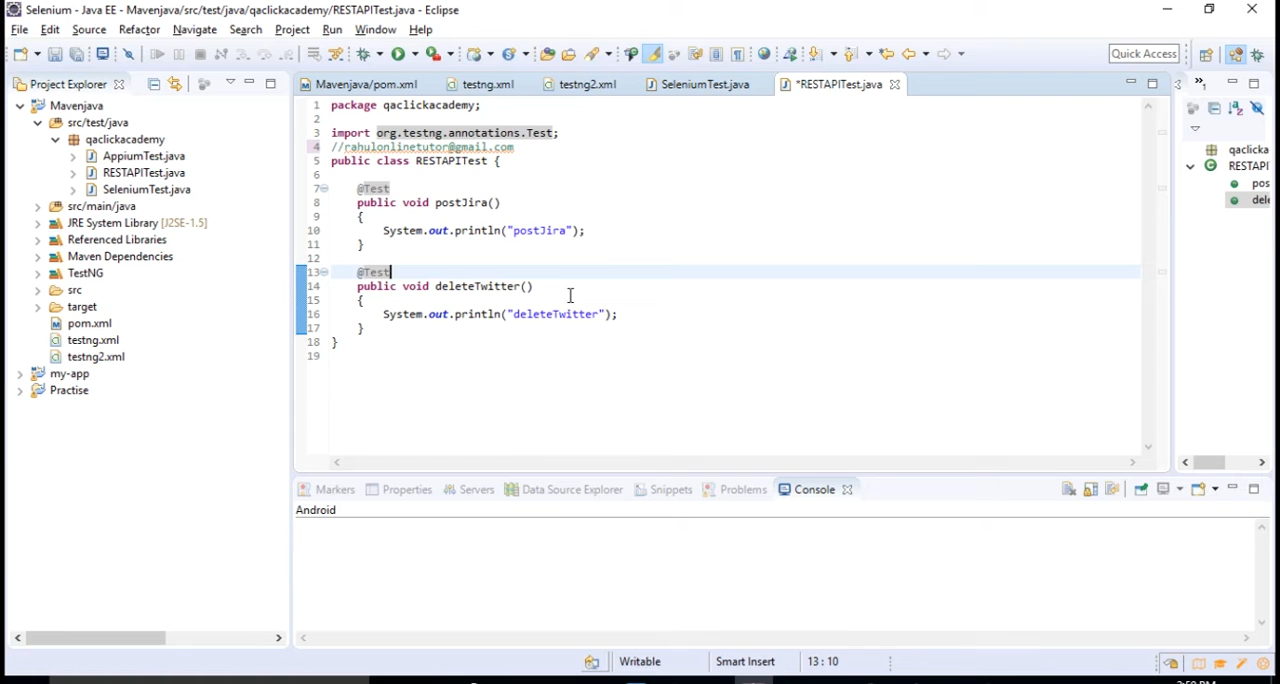 Selenium - Java EE - Mavenjava/src/test/java/qaclickacademy/RESTAPITest.java - Eclipse
File Edit Source Refactor Navigate Search Project Run Window Help
Quick Access
Project Explorer
Mavenjava/pom.xml testng.xml testng2.xml SeleniumTest.java *RESTAPITest.java
Mavenjava
src/test/java
qaclickacademy
AppiumTest.java
RESTAPITest.java
SeleniumTest.java
src/main/java
JRE System Library [J2SE-1.5]
Referenced Libraries
Maven Dependencies
TestNG
src
target
pom.xml
testng.xml
testng2.xml
my-app
Practise
1 package qaclickacademy;
2
3 import org.testng.annotations.Test;
4 //rahulonlinetutor@gmail.com
5 public class RESTAPITest {
6
7 @Test
8 public void postJira()
9 {
10 System.out.println("postJira");
11 }
12
13 @Test
14 public void deleteTwitter()
15 {
16 System.out.println("deleteTwitter");
17 }
18 }
19
1
qaclicka
RESTAPI
pos
dele
Markers Properties Servers Data Source Explorer Snippets Problems Console
Android
Writable Smart Insert 13 : 10